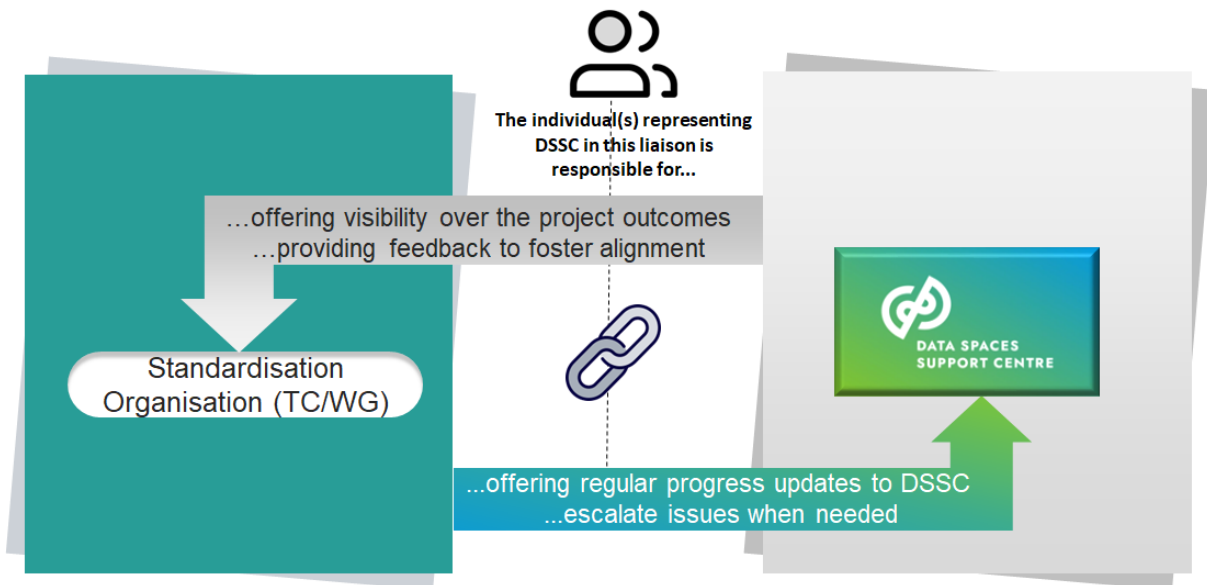 The individual(s) representing
DSSC in this liaison is
responsible for...
...offering visibility over the project outcomes
...providing feedback to foster alignment
Standardisation
Organisation (TC/WG)
DATA SPACES
SUPPORT CENTRE
...offering regular progress updates to DSSC
...escalate issues when needed